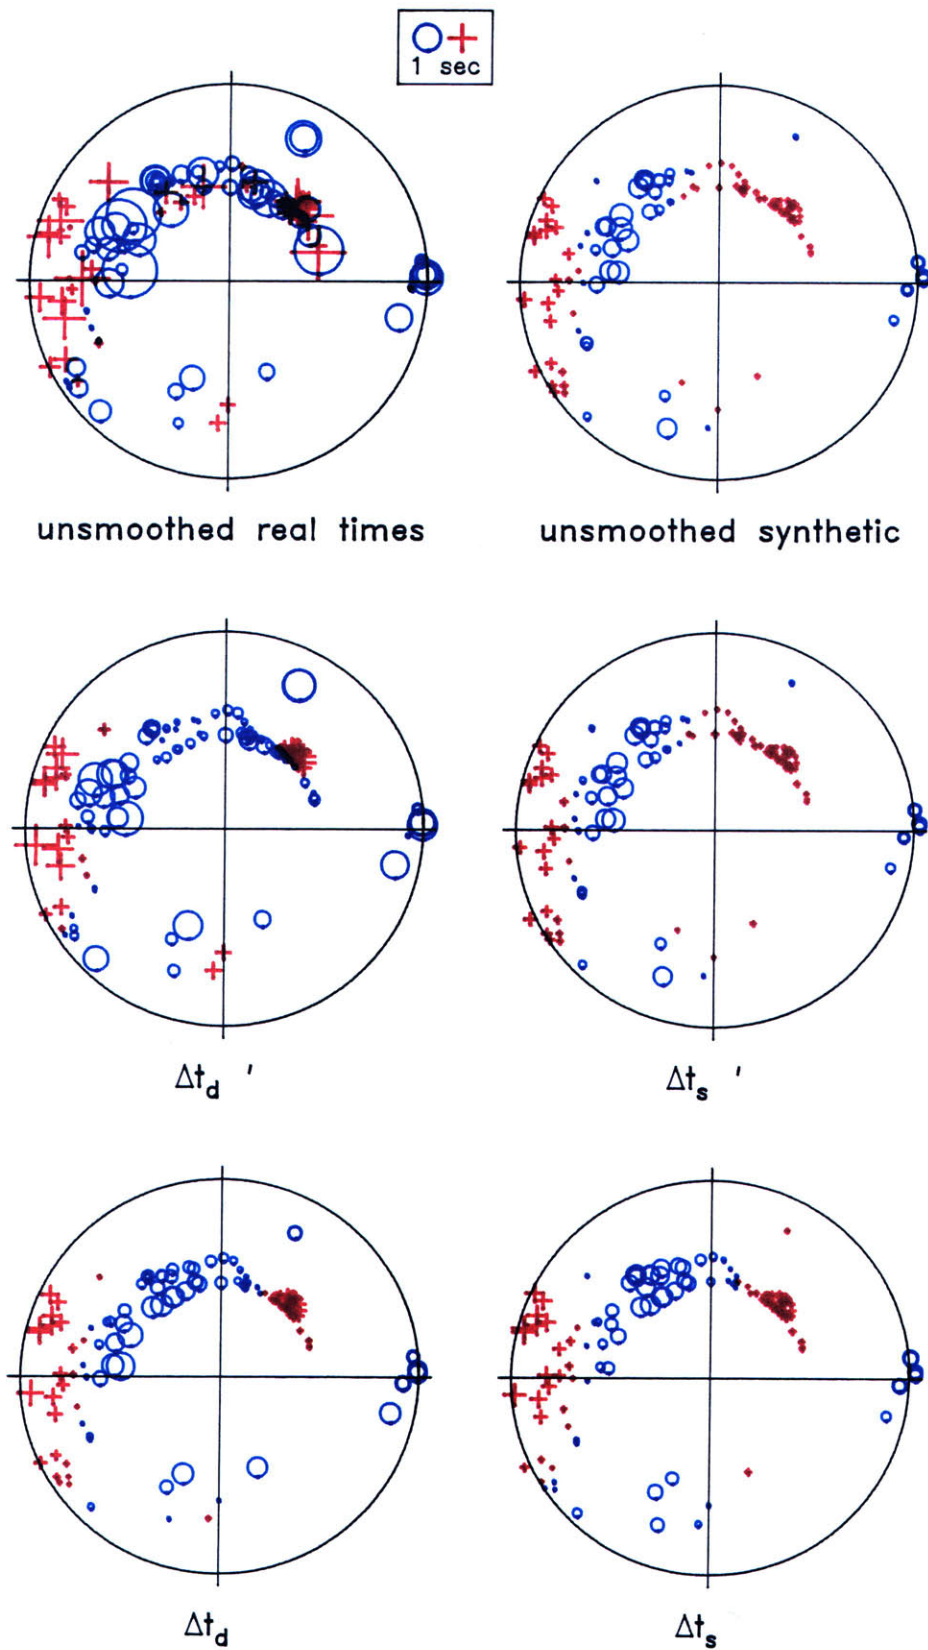 1 sec
unsmoothed real times
unsmoothed synthetic
Δt_d '
Δt_s '
Δt_d
Δt_s